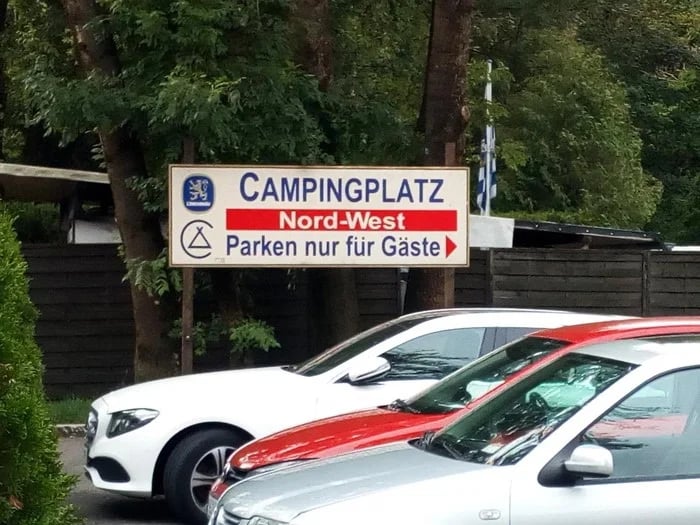 CAMPINGPLATZ
Nord-West
Parken nur für Gäste